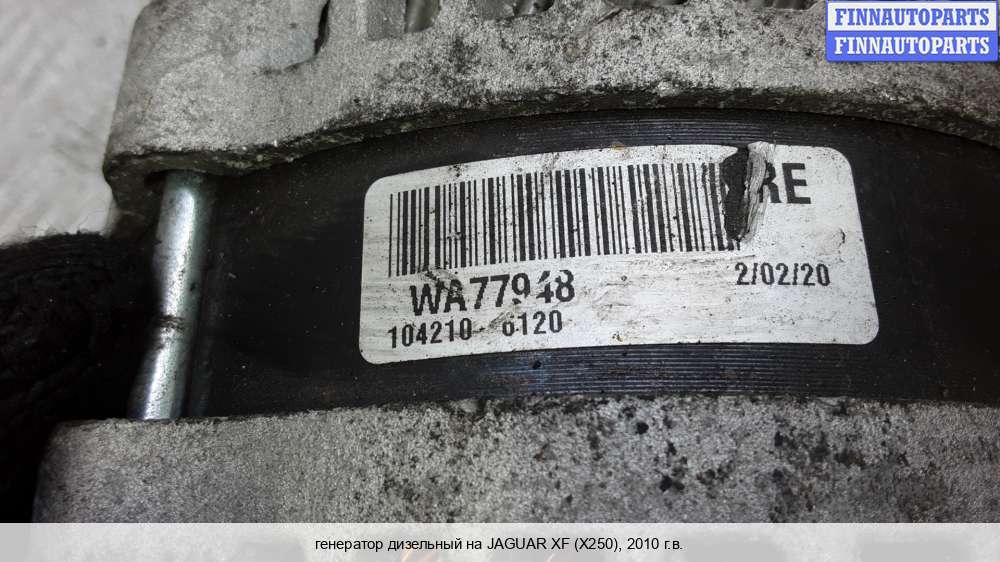 FINNAUTOPARTS
FINNAUTOPARTS
RE
WA77948
2/02/20
104210 6120
генератор дизельный на JAGUAR XF (X250), 2010 г.в.